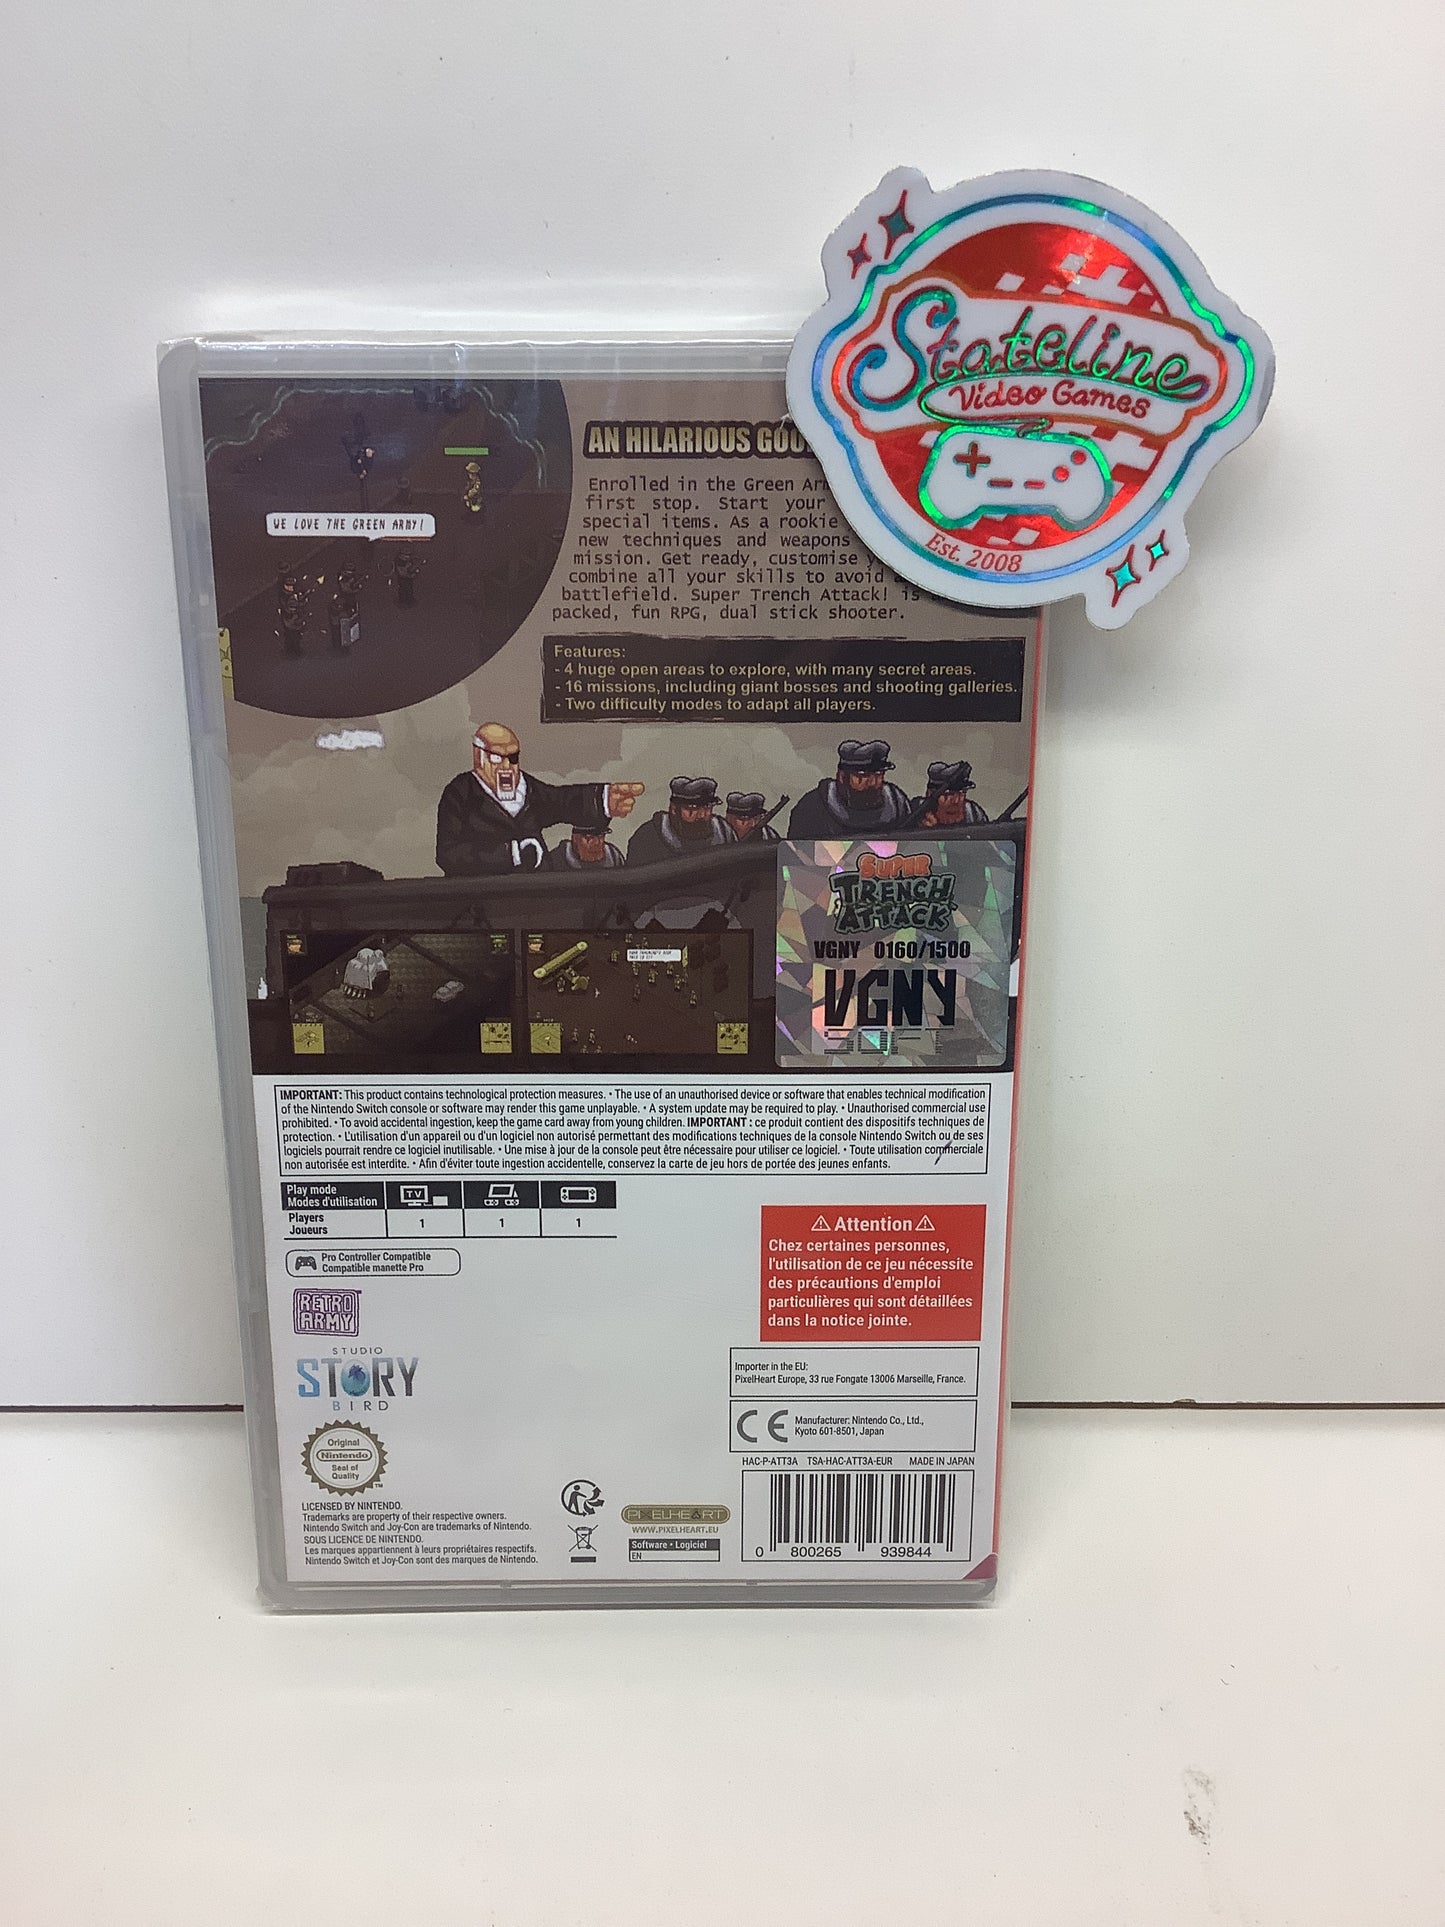 Stateline
Video Games
Est. 2008
AN HILARIOUS
Enrolled in the Green
first stop. Start your
special items. As a rookie
new techniques and weapons
mission. Get ready, customise
combine all your skills to avoid
battlefield. Super Trench Attack! is
packed, fun RPG, dual stick shooter.
WE LOVE THE GREEN ARMY!
Features:
- 4 huge open areas to explore, with many secret areas.
- 16 missions, including giant bosses and shooting galleries.
- Two difficulty modes to adapt all players.
SUPER
TRENCH
ATTACK
VGNY 0160/1500
VGNY
SOFT
IMPORTANT: This product contains technological protection measures. • The use of an unauthorised device or software that enables technical modification
of the Nintendo Switch console or software may render this game unplayable. • A system update may be required to play. • Unauthorised commercial use
prohibited. • To avoid accidental ingestion, keep the game card away from young children. IMPORTANT : ce produit contient des dispositifs techniques de
protection. • L'utilisation d'un appareil ou d'un logiciel non autorisé permettant des modifications techniques de la console Nintendo Switch ou de ses
logiciels pourrait rendre ce logiciel inutilisable. • Une mise à jour de la console peut être nécessaire pour utiliser ce logiciel. • Toute utilisation commerciale
non autorisée est interdite. • Afin d'éviter toute ingestion accidentelle, conservez la carte de jeu hors de portée des jeunes enfants.
Play mode
Modes d'utilisation
TV
Players
Joueurs
1 1 1
Pro Controller Compatible
Compatible manette Pro
RETRO
ARMY
STUDIO
STORY
BIRD
Original
Nintendo
Seal of
Quality
TM
LICENSED BY NINTENDO.
Trademarks are property of their respective owners.
Nintendo Switch and Joy-Con are trademarks of Nintendo.
SOUS LICENCE DE NINTENDO.
Les marques appartiennent à leurs propriétaires respectifs.
Nintendo Switch et Joy-Con sont des marques de Nintendo.
PIXELHEART
WWW.PIXELHEART.EU
Software • Logiciel
EN
⚠ Attention ⚠
Chez certaines personnes,
l'utilisation de ce jeu nécessite
des précautions d'emploi
particulières qui sont détaillées
dans la notice jointe.
Importer in the EU:
PixelHeart Europe, 33 rue Fongate 13006 Marseille, France.
CE
Manufacturer: Nintendo Co., Ltd.,
Kyoto 601-8501, Japan
HAC-P-ATT3A TSA-HAC-ATT3A-EUR MADE IN JAPAN
0 800265 939844